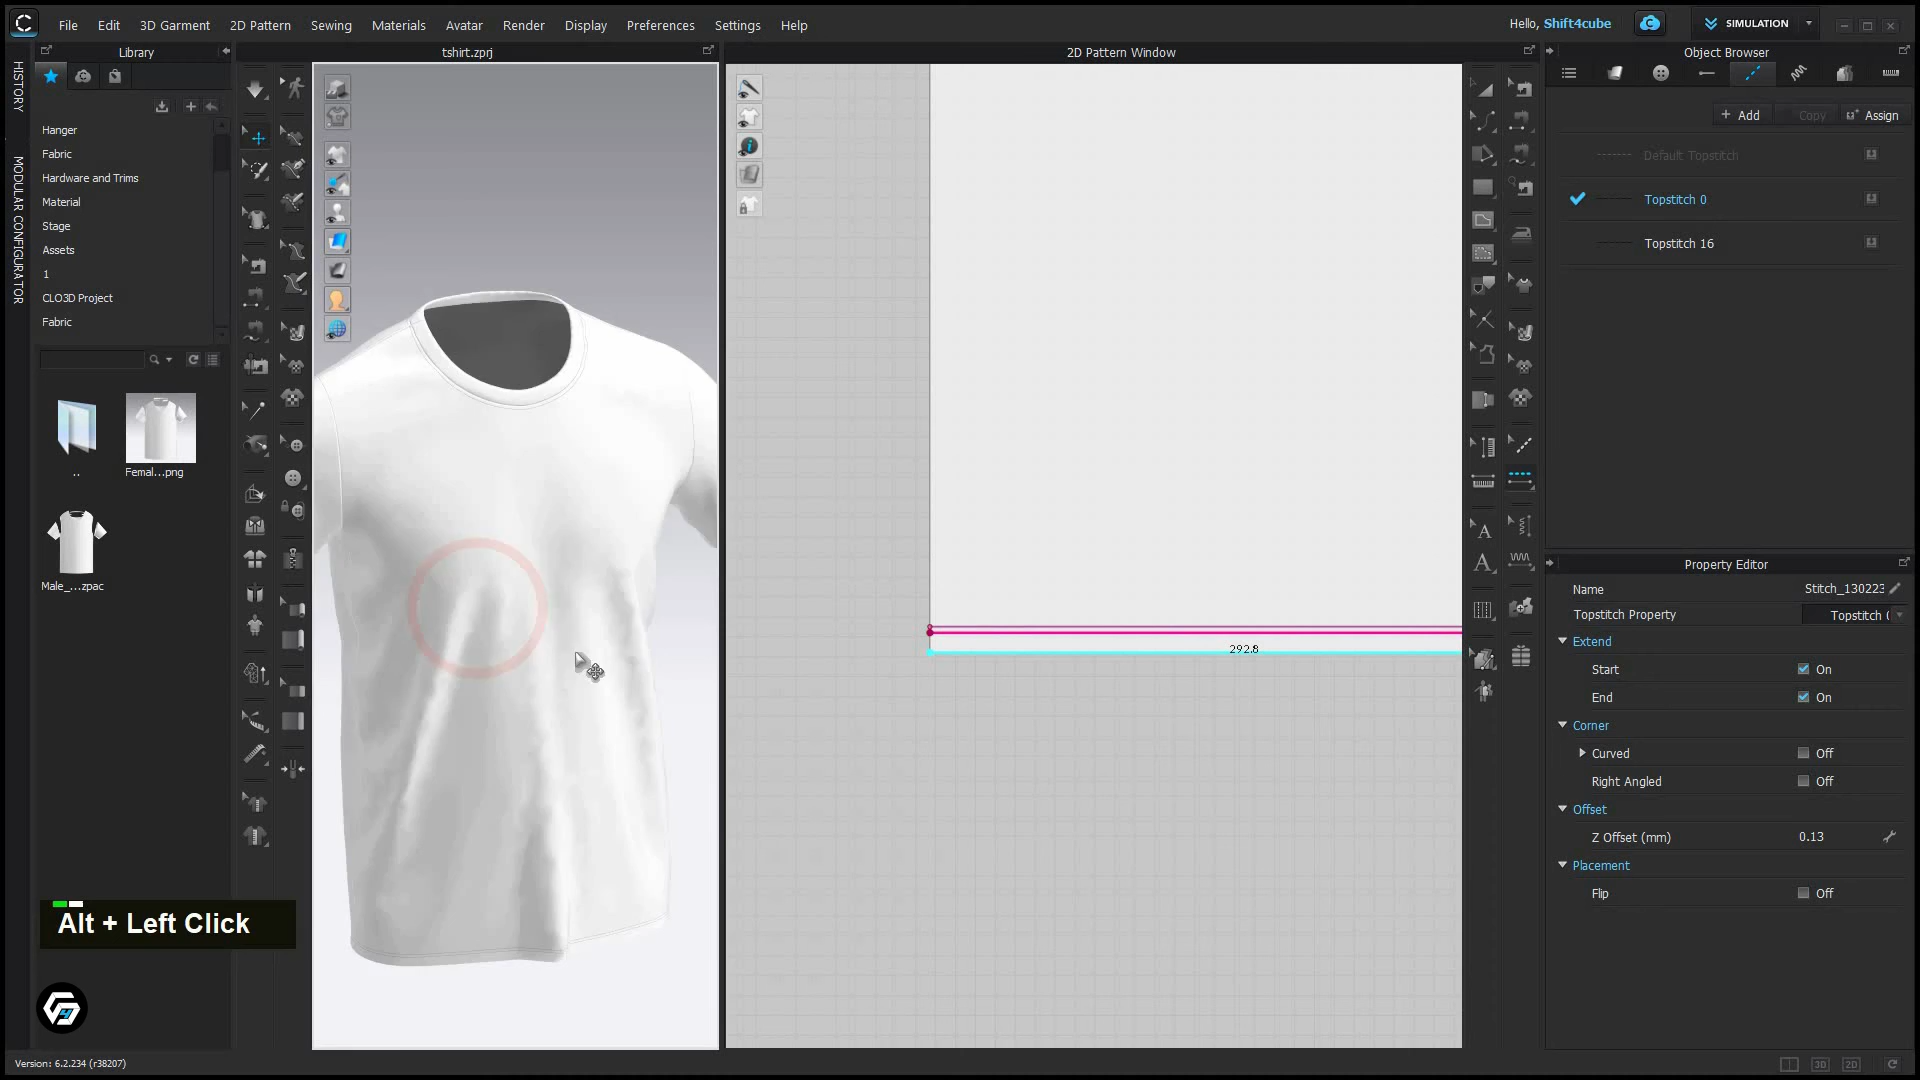 File Edit 3D Garment 2D Pattern Sewing Materials Avatar Render Display Preferences Settings Help
Hello, Shift4cube
SIMULATION
Library
tshirt.zprj
2D Pattern Window
Object Browser
HISTORY
MODULAR CONFIGURATOR
+ Add
Copy
Assign
Hanger
Fabric
Hardware and Trims
Material
Stage
Assets
1
CLO3D Project
Fabric
Default Topstitch
Topstitch 0
Topstitch 16
..
Femal...png
Male_...zpac
292.8
Property Editor
Name Stitch_130223
Topstitch Property Topstitch (
Extend
Start On
End On
Corner
Curved Off
Right Angled Off
Offset
Z Offset (mm) 0.13
Placement
Flip Off
Alt + Left Click
Version: 6.2.234 (r38207)
3D
2D